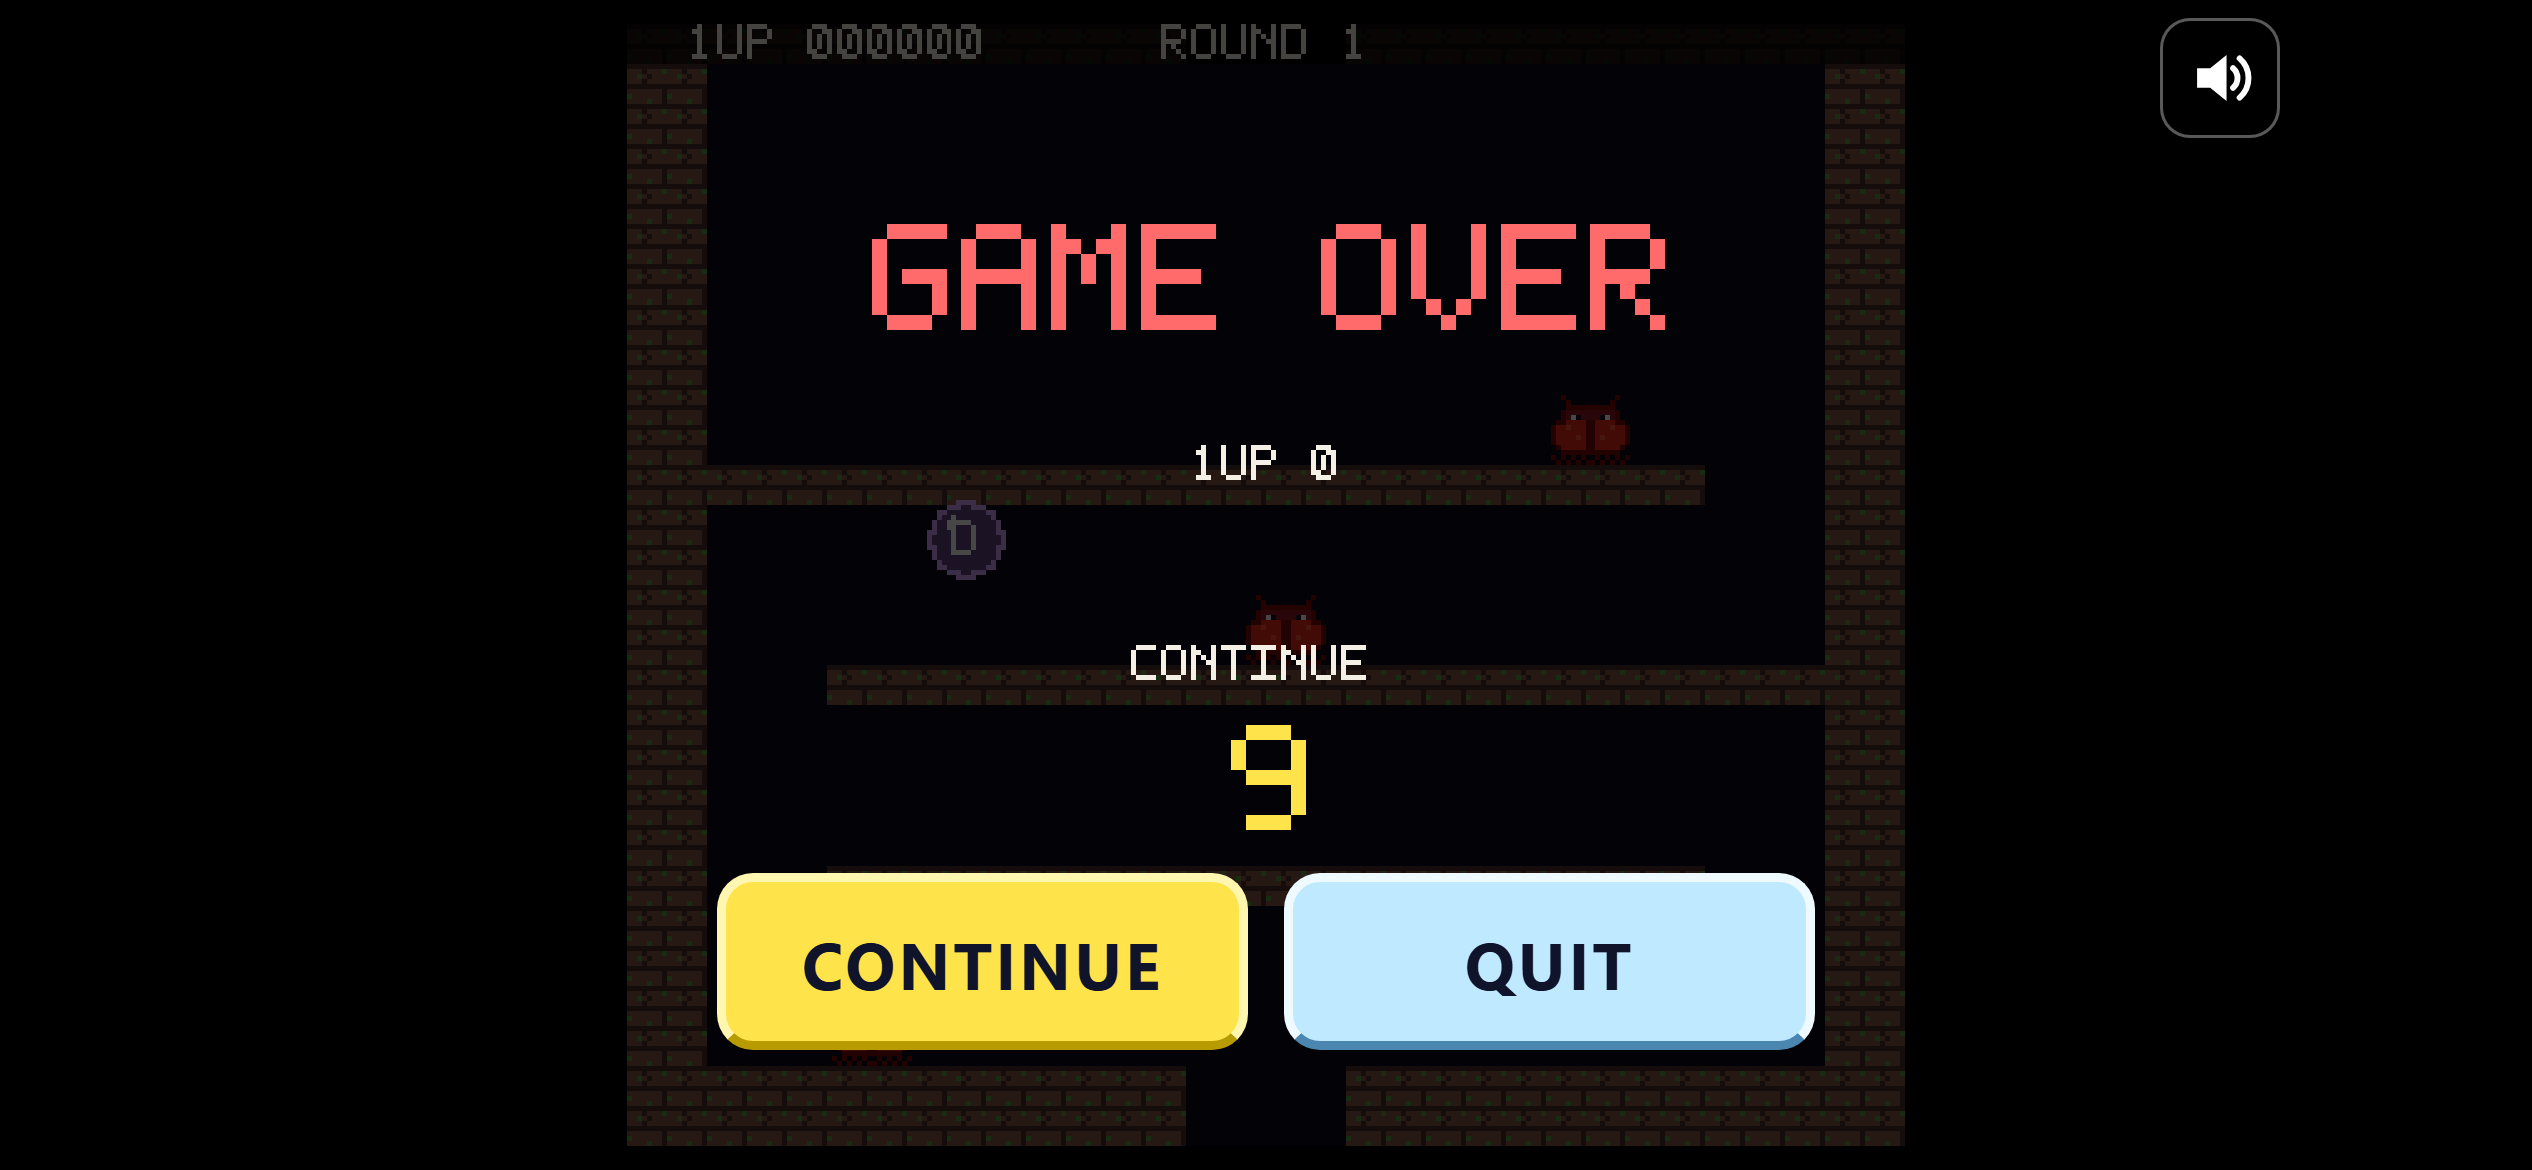 1UP 000000 ROUND 1
GAME OVER
1UP 0
D
CONTINUE
9
CONTINUE QUIT